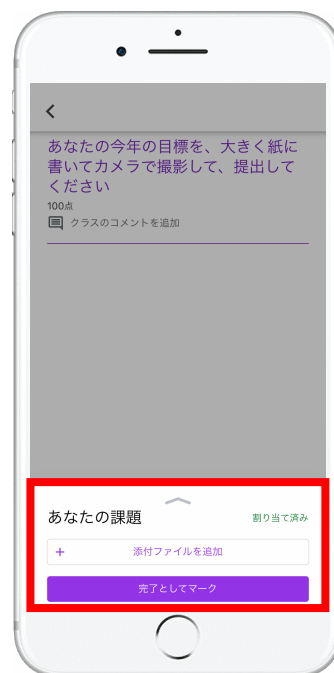 あなたの今年の目標を、大きく紙に
書いてカメラで撮影して、提出して
ください
100点
クラスのコメントを追加
あなたの課題
割り当て済み
+ 添付ファイルを追加
完了としてマーク